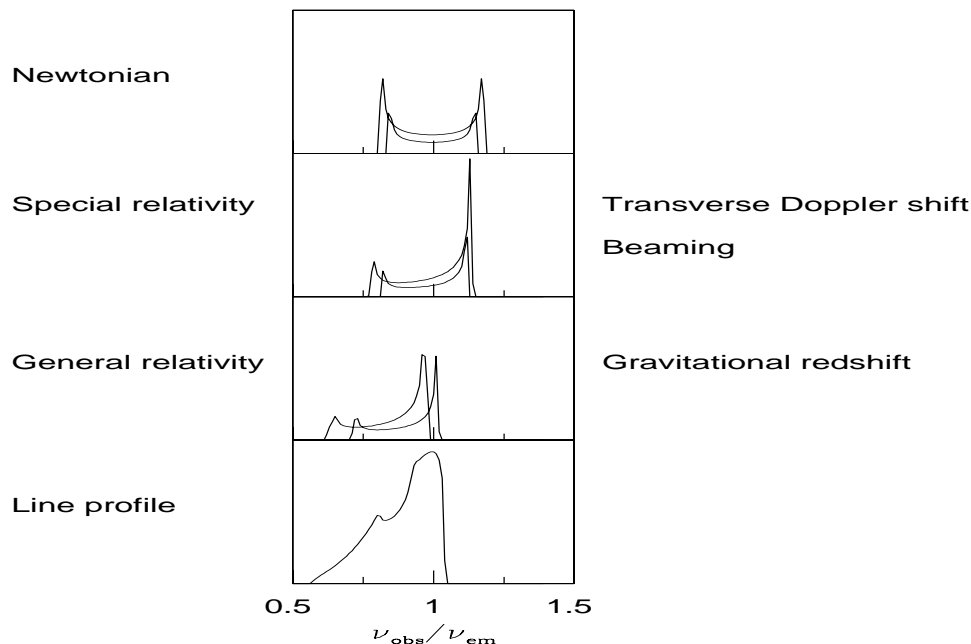 Newtonian
Special relativity
Transverse Doppler shift
Beaming
General relativity
Gravitational redshift
Line profile
0.5
1
1.5
νobs/νem